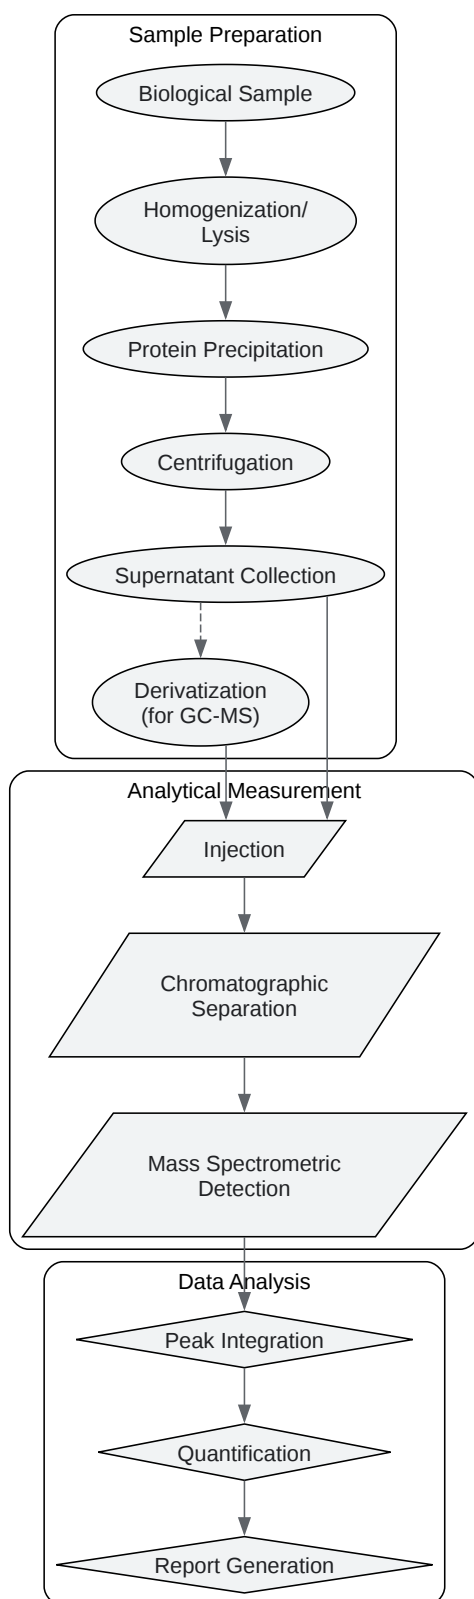 Sample Preparation
Biological Sample
Homogenization/
Lysis
Protein Precipitation
Centrifugation
Supernatant Collection
Derivatization
(for GC-MS)
Analytical Measurement
Injection
Chromatographic
Separation
Mass Spectrometric
Detection
Data Analysis
Peak Integration
Quantification
Report Generation